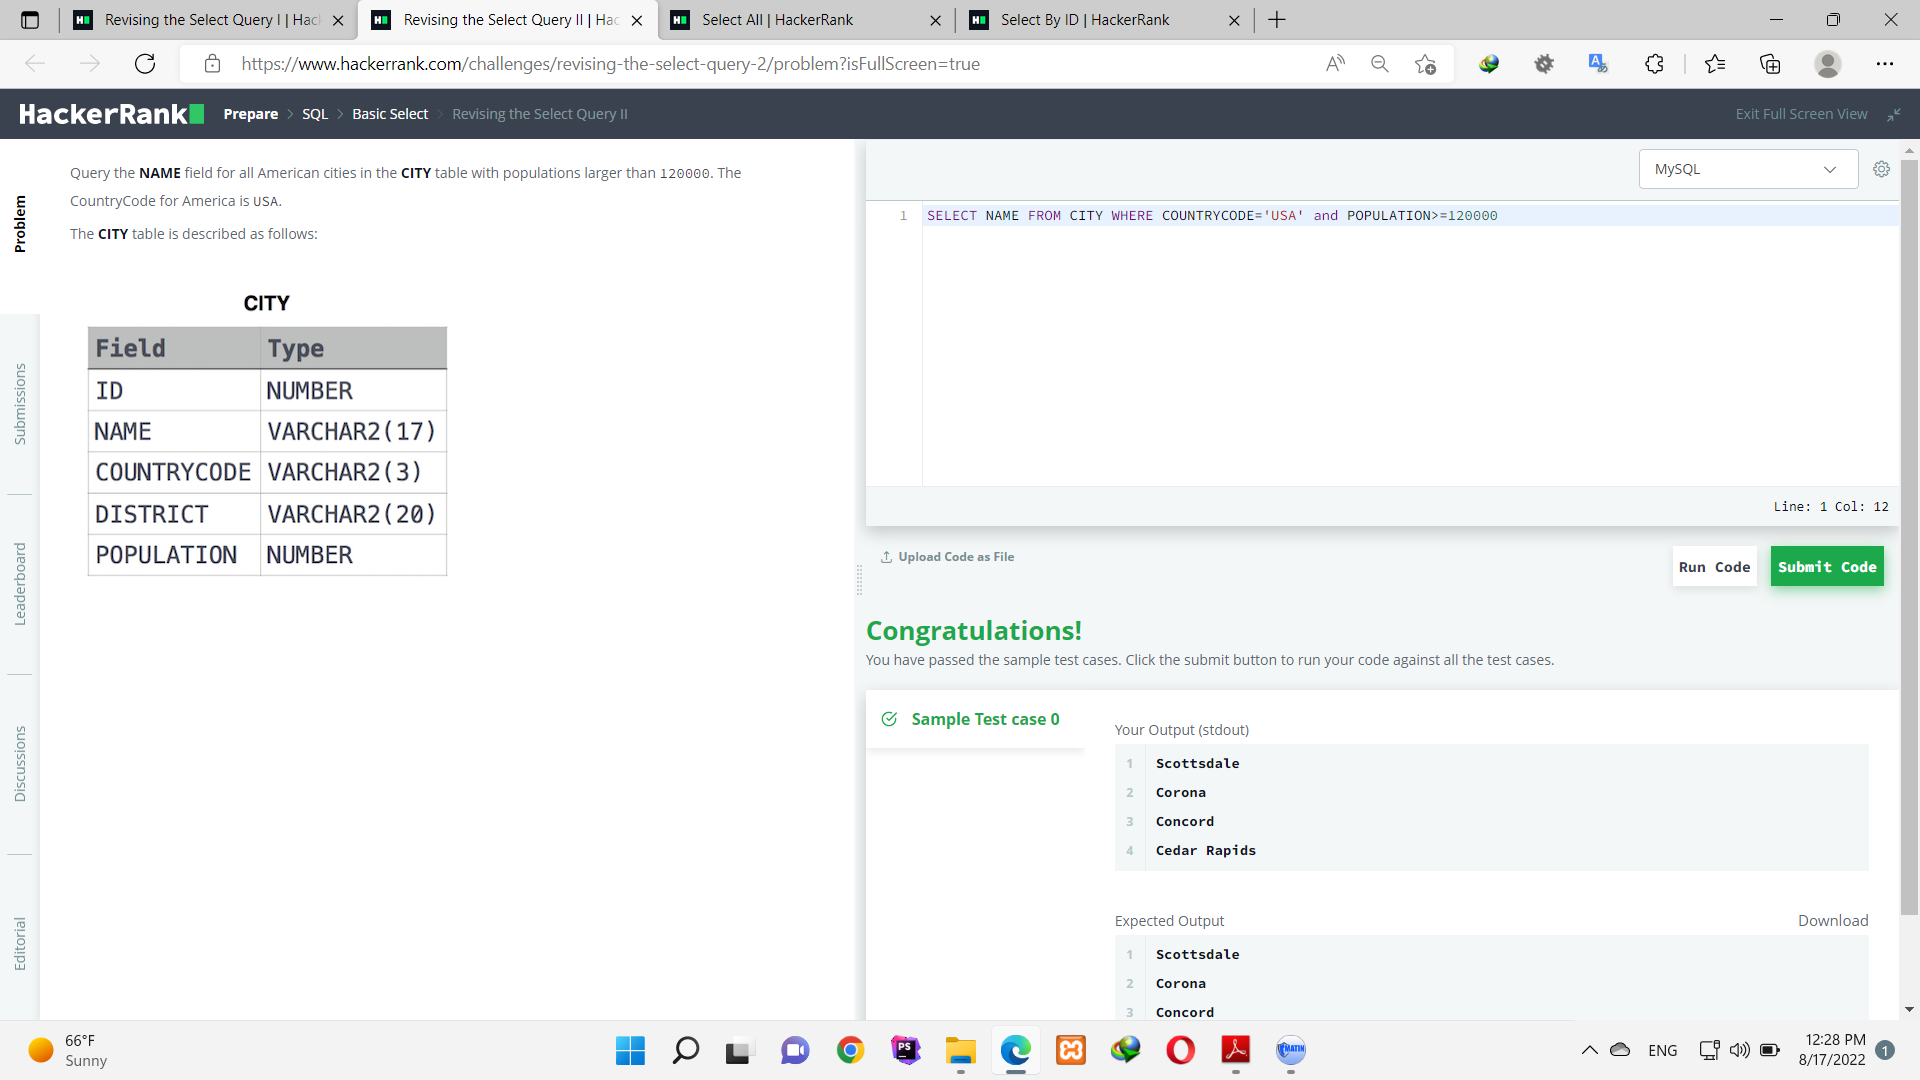 Revising the Select Query I | Hack
Revising the Select Query II | Hac
Select All | HackerRank
Select By ID | HackerRank
https://www.hackerrank.com/challenges/revising-the-select-query-2/problem?isFullScreen=true
HackerRank
Prepare > SQL > Basic Select > Revising the Select Query II
Exit Full Screen View
Problem
Submissions
Leaderboard
Discussions
Editorial
Query the NAME field for all American cities in the CITY table with populations larger than 120000. The
CountryCode for America is USA.
The CITY table is described as follows:
CITY
Field Type
ID NUMBER
NAME VARCHAR2(17)
COUNTRYCODE VARCHAR2(3)
DISTRICT VARCHAR2(20)
POPULATION NUMBER
MySQL
1 SELECT NAME FROM CITY WHERE COUNTRYCODE='USA' and POPULATION>=120000
Line: 1 Col: 12
Upload Code as File
Run Code
Submit Code
Congratulations!
You have passed the sample test cases. Click the submit button to run your code against all the test cases.
Sample Test case 0
Your Output (stdout)
1 Scottsdale
2 Corona
3 Concord
4 Cedar Rapids
Expected Output
Download
1 Scottsdale
2 Corona
3 Concord
66°F
Sunny
PS
MATIN
ENG
12:28 PM
8/17/2022
1